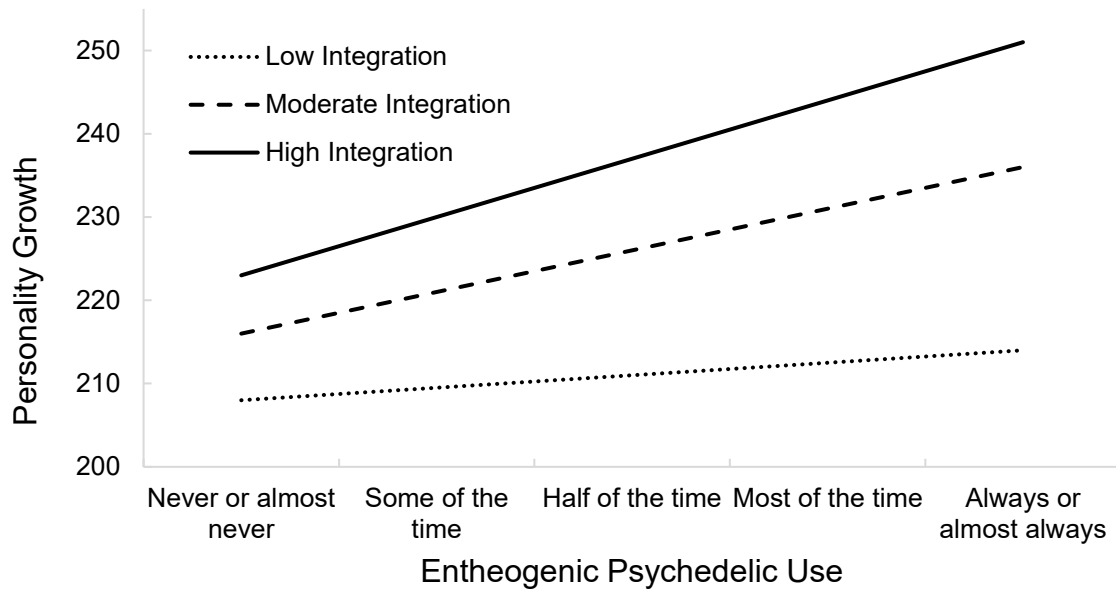 250
240
230
220
210
200
Personality Growth
Low Integration
Moderate Integration
High Integration
Never or almost
never
Some of the
time
Half of the time
Most of the time
Always or
almost always
Entheogenic Psychedelic Use